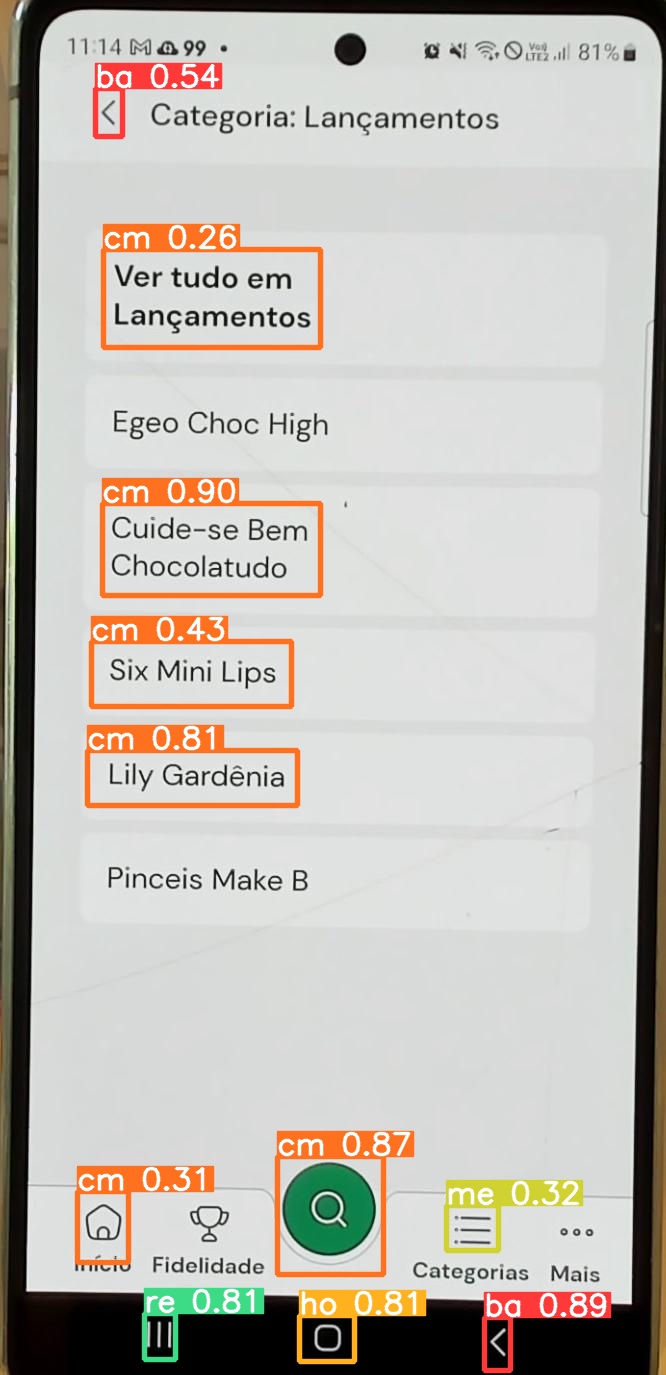 11:14 99
Vo))
LTE2
81%
ba 0.54
Categoria: Lançamentos
cm 0.26
Ver tudo em
Lançamentos
Egeo Choc High
cm 0.90
Cuide-se Bem
Chocolatudo
cm 0.43
Six Mini Lips
cm 0.81
Lily Gardênia
Pinceis Make B
cm 0.87
cm 0.31
me 0.32
Início Fidelidade Categorias Mais
re 0.81 ho 0.81 ba 0.89